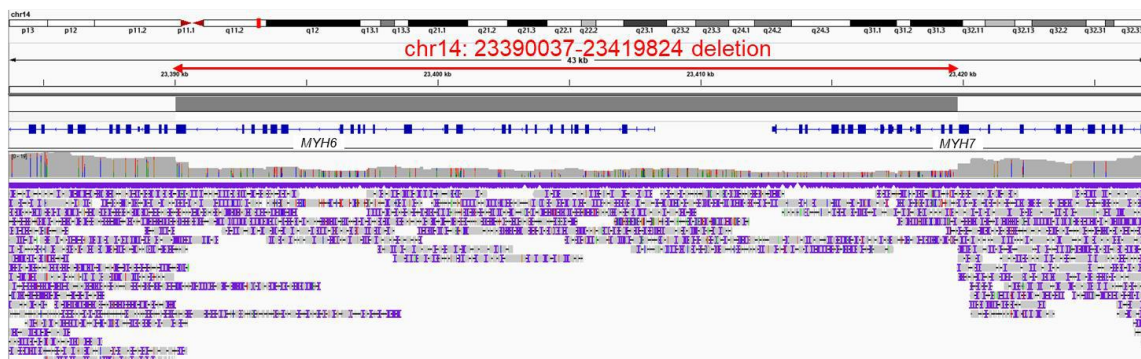 chr14
p13 p12 p11.2 p11.1 q11.1 q11.2 q12 q13.1 q13.3 q21.1 q21.2 q21.3 q22.1 q22.2 q23.1 q23.2 q23.3 q24.1 q24.2 q24.3 q31.1 q31.2 q31.3 q32.13 q32.2 q32.31 q32.33
chr14: 23390037-23419824 deletion
43 kb
23,390 kb 23,400 kb 23,410 kb 23,420 kb
MYH6 MYH7